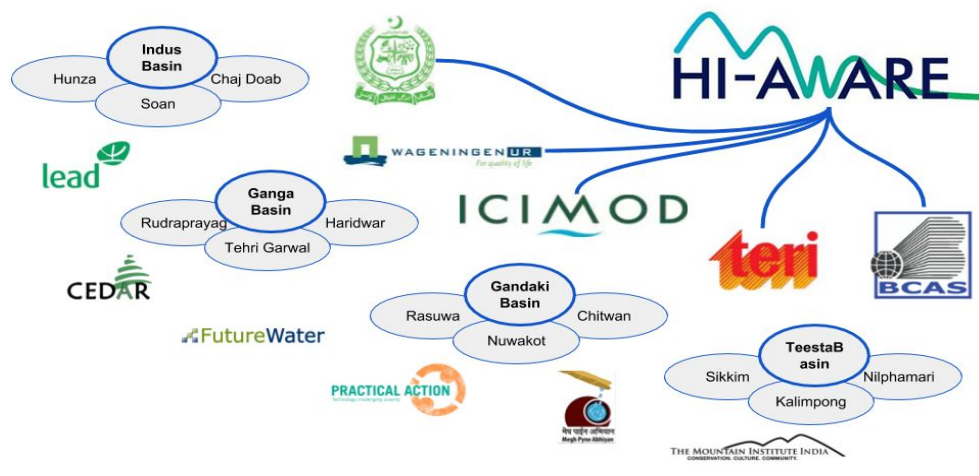 Indus
Basin
Hunza
Chaj Doab
Soan
HI-AWARE
WAGENINGEN UR
For quality of life
lead
ICIMOD
Ganga
Basin
Rudraprayag
Haridwar
Tehri Garwal
teri
BCAS
CEDAR
Gandaki
Basin
Rasuwa
Chitwan
Nuwakot
FutureWater
TeestaB
asin
Sikkim
Nilphamari
Kalimpong
PRACTICAL ACTION
Technology challenging poverty
मेघ पाईन अभियान
Megh Pyne Abhiyan
THE MOUNTAIN INSTITUTE INDIA
CONSERVATION. CULTURE. COMMUNITY.